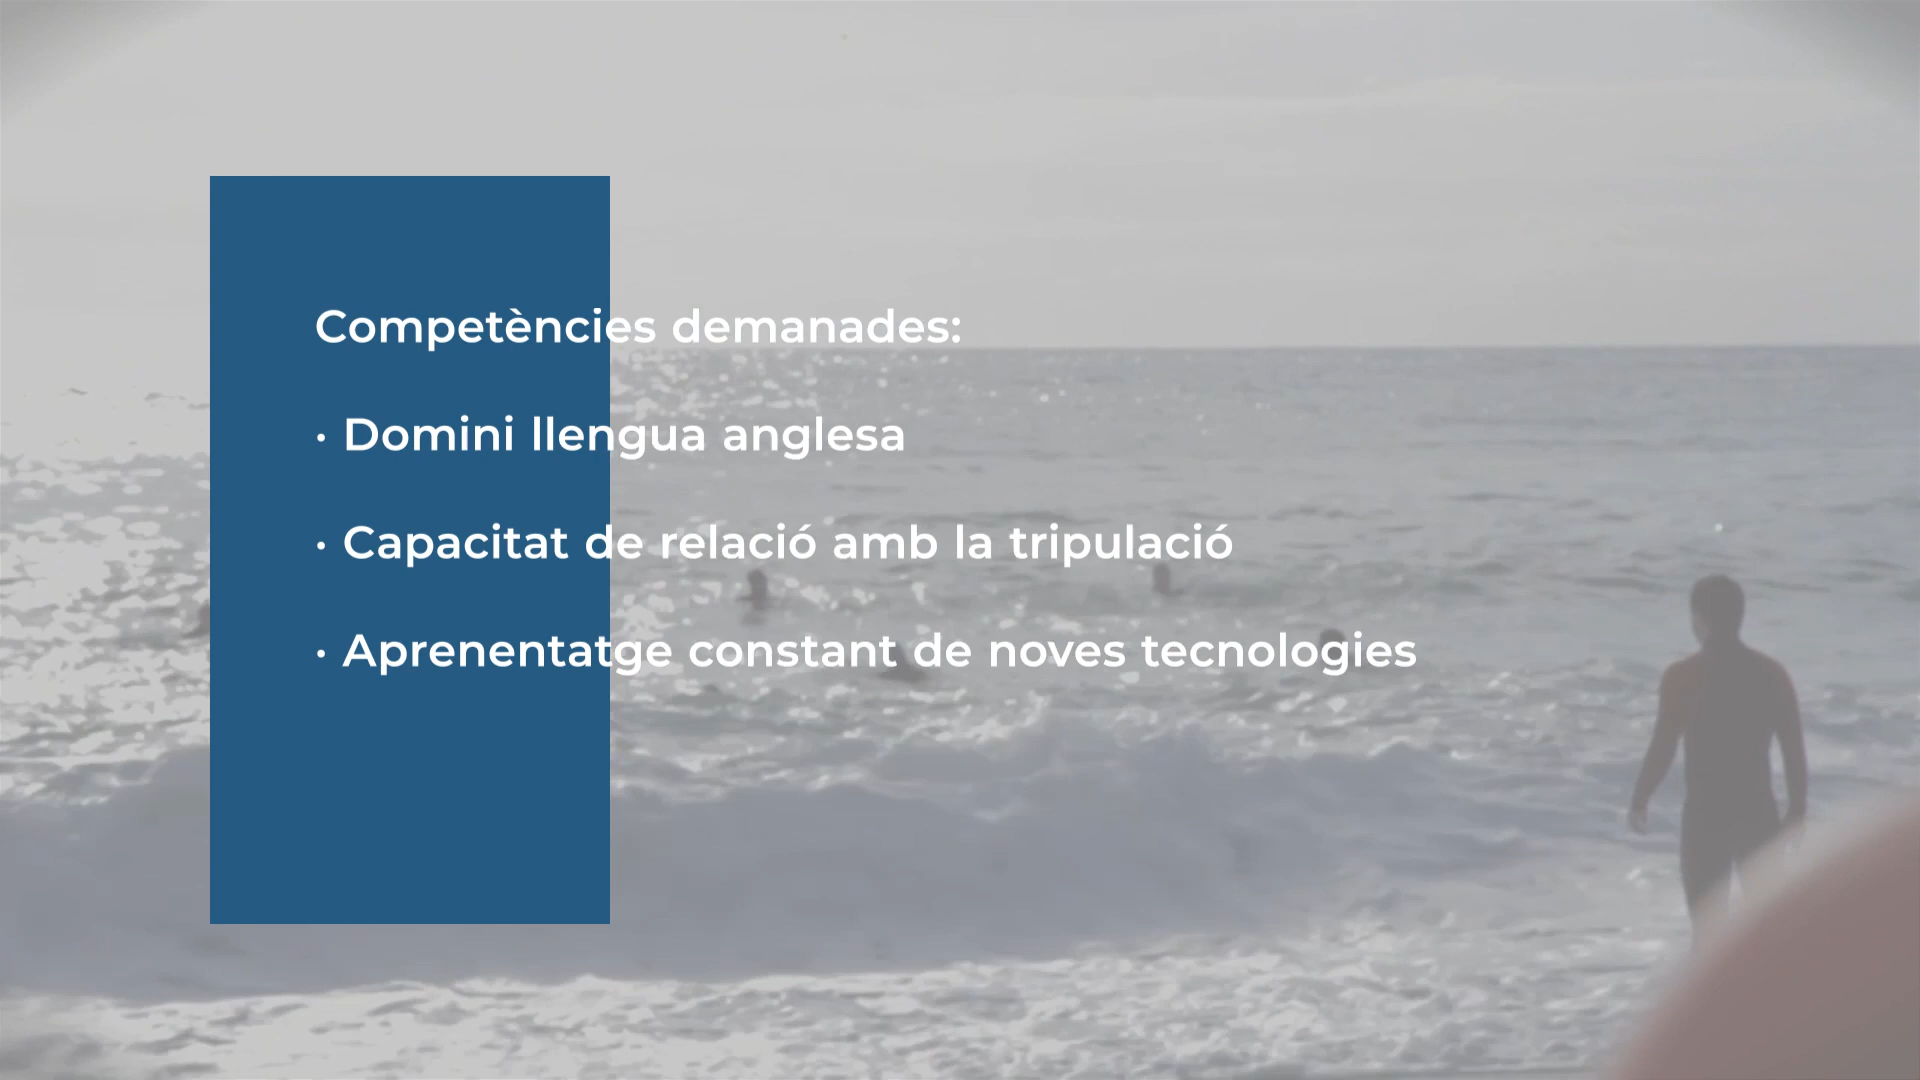 Competències demanades:
· Domini llengua anglesa
· Capacitat de relació amb la tripulació
· Aprenentatge constant de noves tecnologies